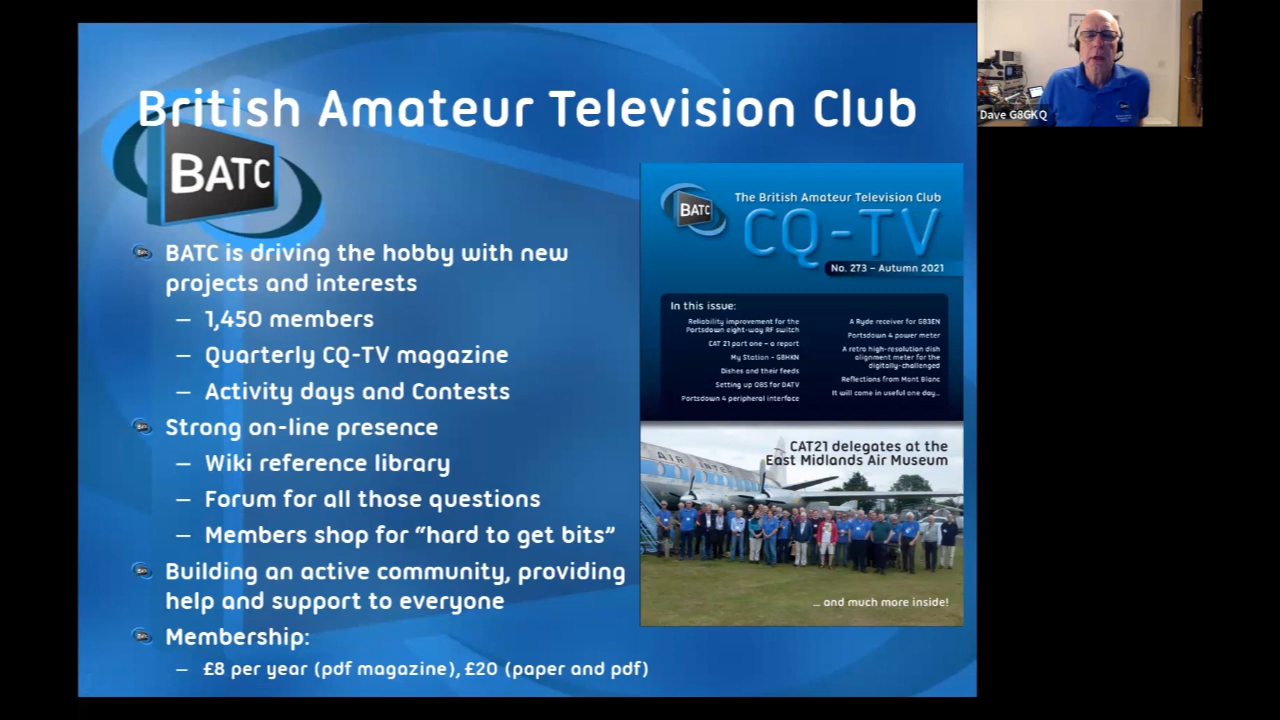 British Amateur Television Club
BATC
BATC is driving the hobby with new
projects and interests
– 1,450 members
– Quarterly CQ-TV magazine
– Activity days and Contests
Strong on-line presence
– Wiki reference library
– Forum for all those questions
– Members shop for “hard to get bits”
Building an active community, providing
help and support to everyone
Membership:
– £8 per year (pdf magazine), £20 (paper and pdf)
BATC
The British Amateur Television Club
CQ-TV
No. 273 – Autumn 2021
In this issue:
Reliability improvement for the
Portsdown eight-way RF switch
CAT 21 part one – a report
My Station - G8HKN
Dishes and their feeds
Setting up OBS for DATV
Portsdown 4 peripheral interface
A Ryde receiver for GB3EN
Portsdown 4 power meter
A retro high-resolution dish
alignment meter for the
digitally-challenged
Reflections from Mont Blanc
It will come in useful one day...
CAT21 delegates at the
East Midlands Air Museum
AIR INTER
... and much more inside!
Dave G8GKQ